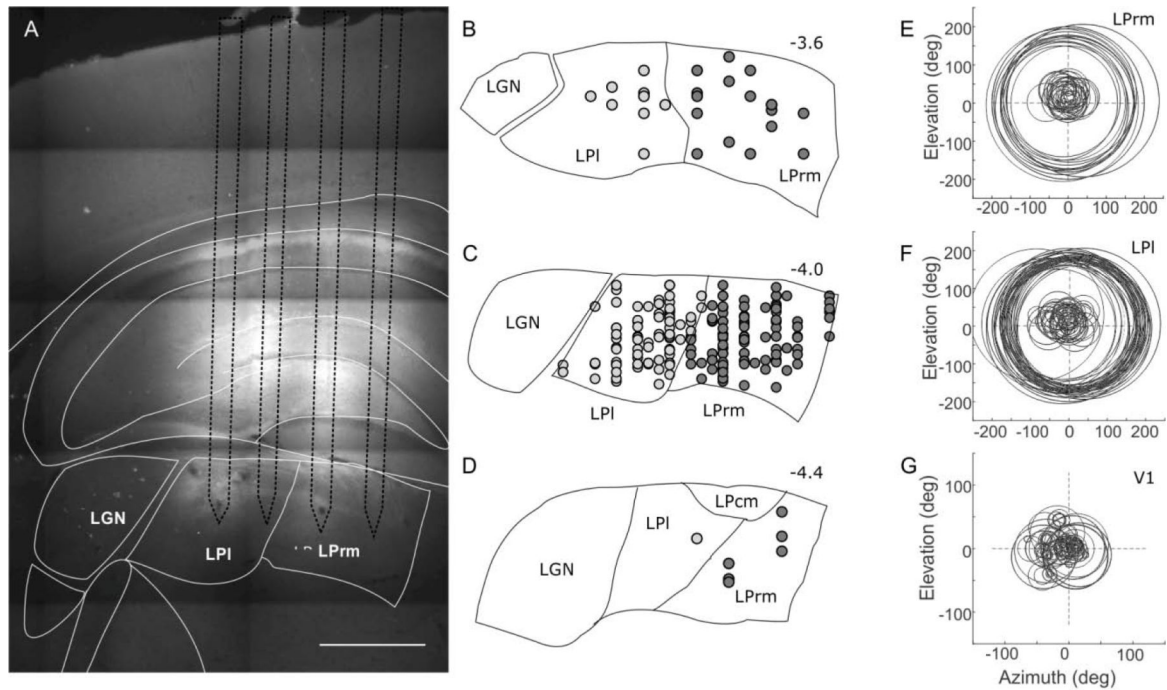 A
LGN
LPl
LPrm
B
-3.6
LGN
LPl
LPrm
C
-4.0
LGN
LPl
LPrm
D
-4.4
LPcm
LPl
LGN
LPrm
E
LPrm
Elevation (deg)
200
100
0
-100
-200
-200 -100 0 100 200
F
LPl
Elevation (deg)
200
100
0
-100
-200
-200 -100 0 100 200
G
V1
Elevation (deg)
100
0
-100
-100 0 100
Azimuth (deg)